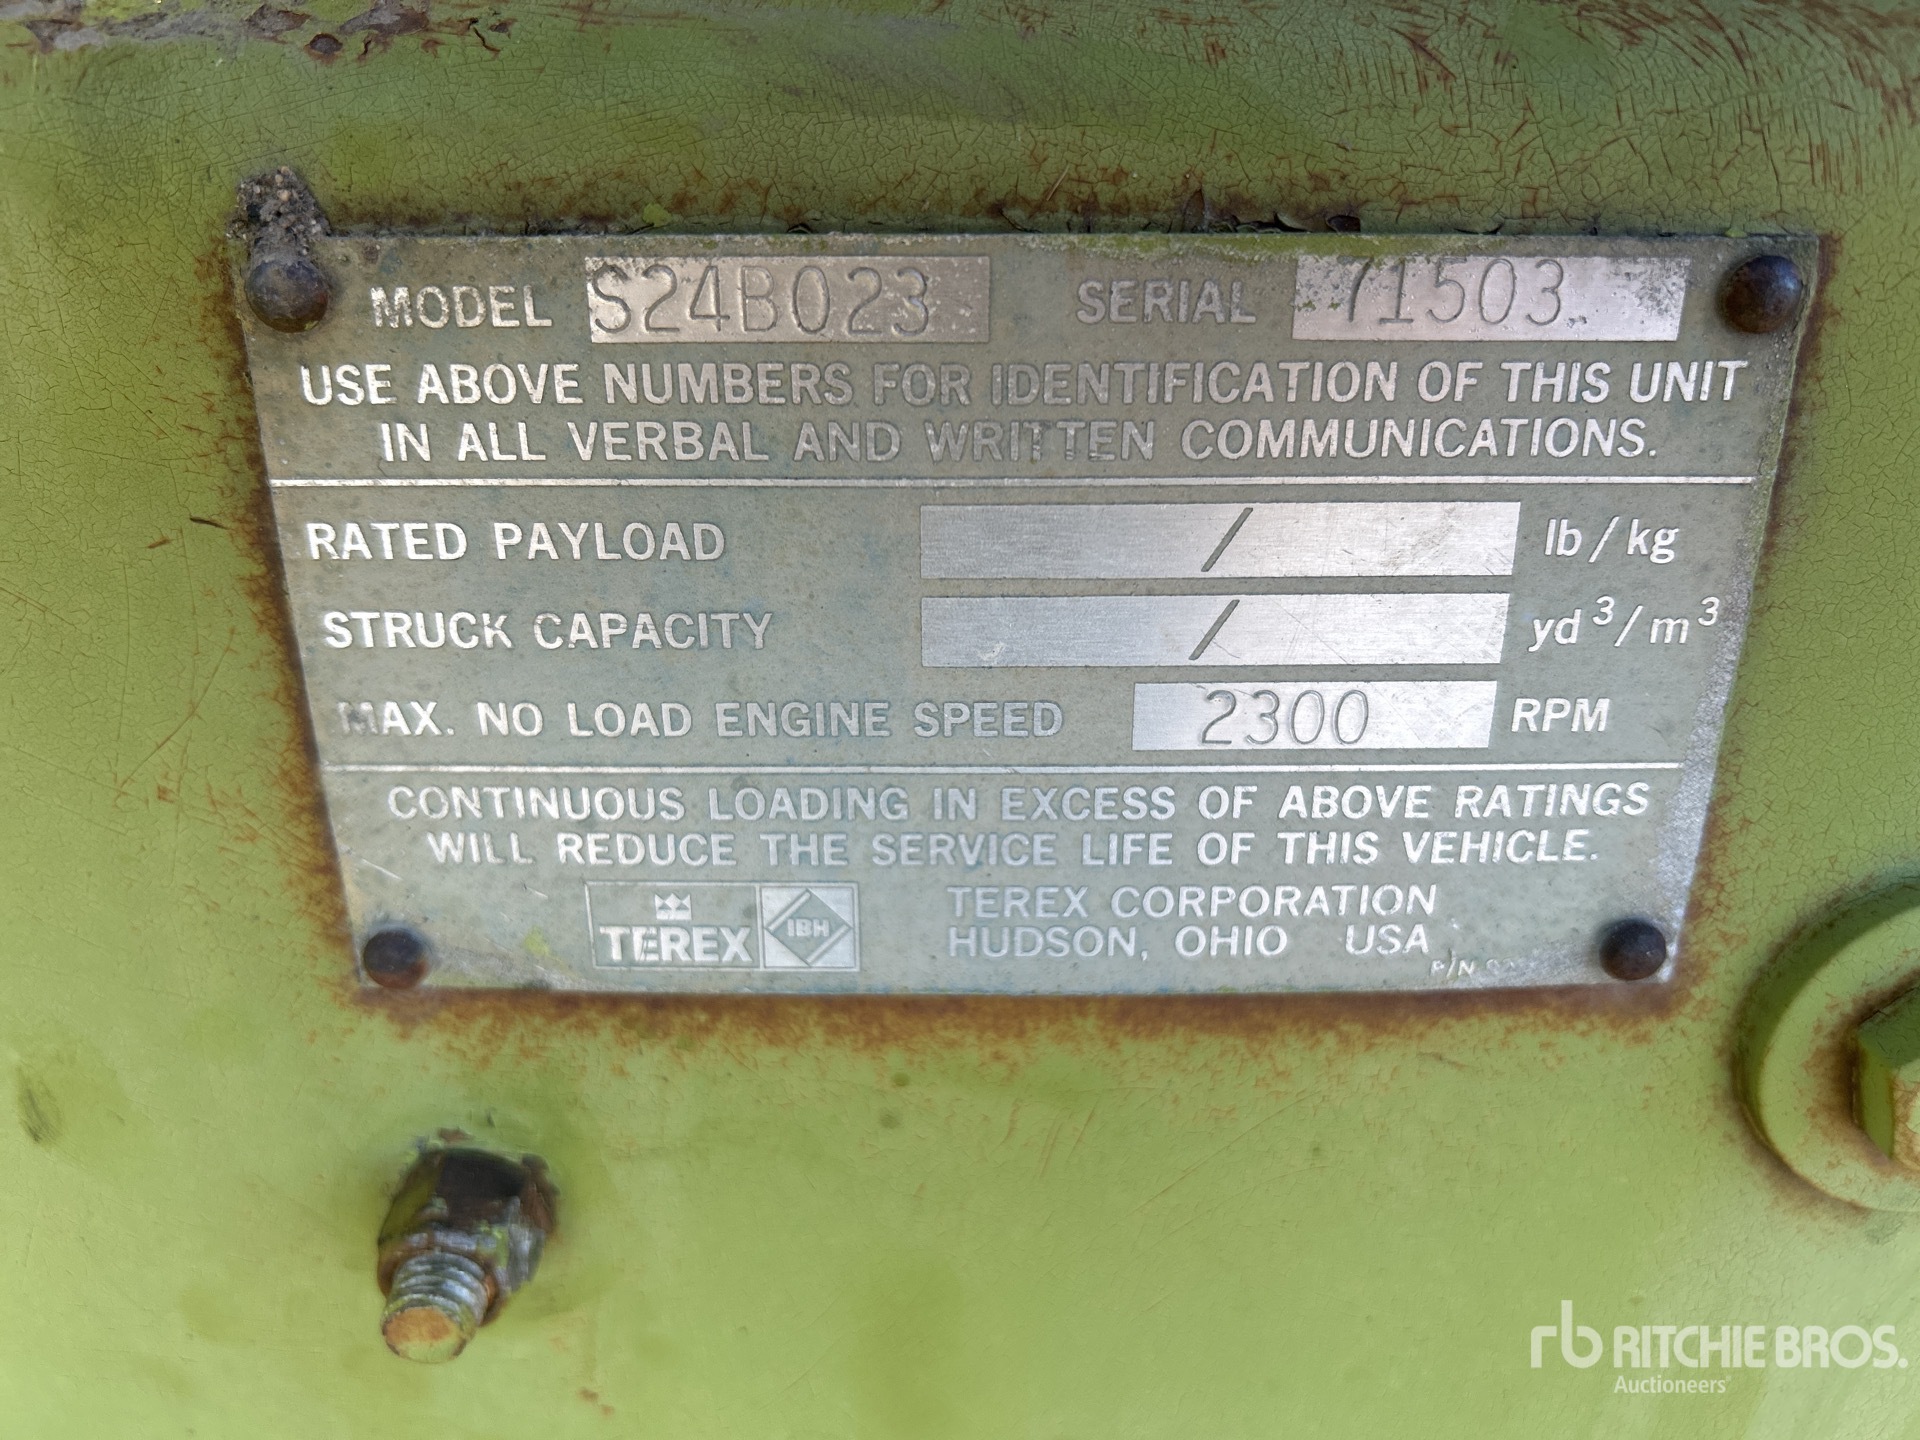 MODEL S24B023 SERIAL 71503
USE ABOVE NUMBERS FOR IDENTIFICATION OF THIS UNIT
IN ALL VERBAL AND WRITTEN COMMUNICATIONS.
RATED PAYLOAD / lb/kg
STRUCK CAPACITY / yd³/m³
MAX. NO LOAD ENGINE SPEED 2300 RPM
CONTINUOUS LOADING IN EXCESS OF ABOVE RATINGS
WILL REDUCE THE SERVICE LIFE OF THIS VEHICLE.
TEREX IBH
TEREX CORPORATION
HUDSON, OHIO USA
P/N
rb RITCHIE BROS.
Auctioneers